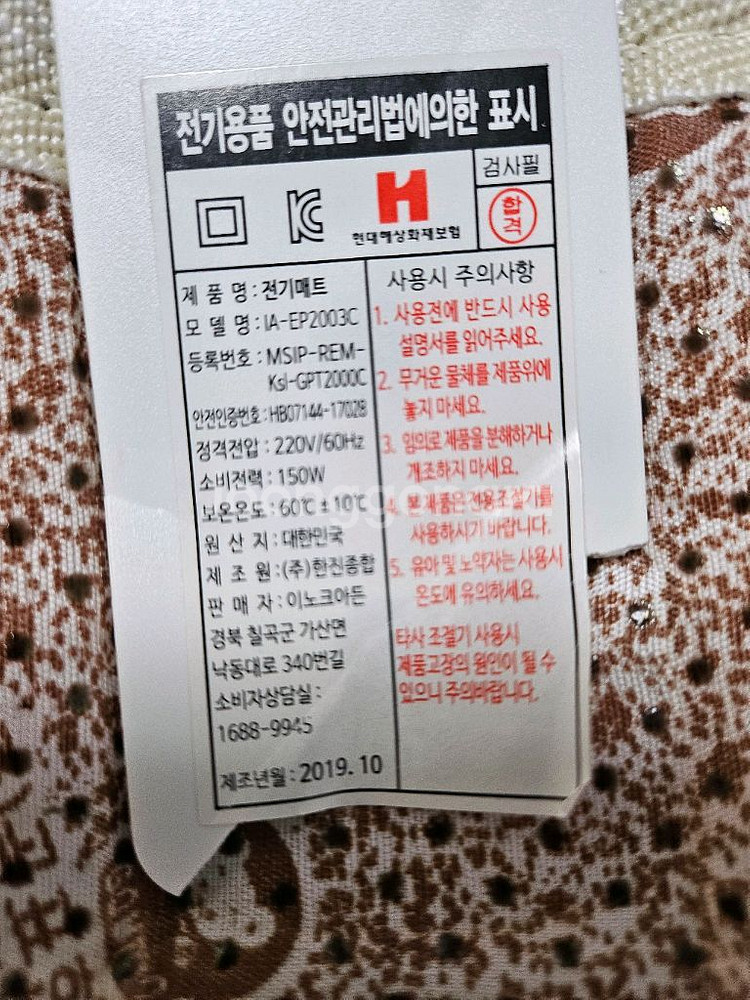 전기용품 안전관리법에의한 표시
현대해상화재보험
검사필
합격
제 품 명 : 전기매트
모 델 명 : IA-EP2003C
등록번호 : MSIP-REM-
Ksl-GPT2000C
안전인증번호 : HB07144-17028
정격전압 : 220V/60Hz
소비전력 : 150W
보온온도 : 60℃ ± 10℃
원 산 지 : 대한민국
제 조 원 : (주)한진종합
판 매 자 : 이노크아든
경북 칠곡군 가산면
낙동대로 340번길
소비자상담실 :
1688-9945
제조년월 : 2019. 10
사용시 주의사항
1. 사용전에 반드시 사용
설명서를 읽어주세요.
2. 무거운 물체를 제품위에
놓지 마세요.
3. 임의로 제품을 분해하거나
개조하지 마세요.
4. 본 제품은 전용조절기를
사용하시기 바랍니다.
5. 유아 및 노약자는 사용시
온도에 유의하세요.
타사 조절기 사용시
제품고장의 원인이 될 수
있으니 주의바랍니다.